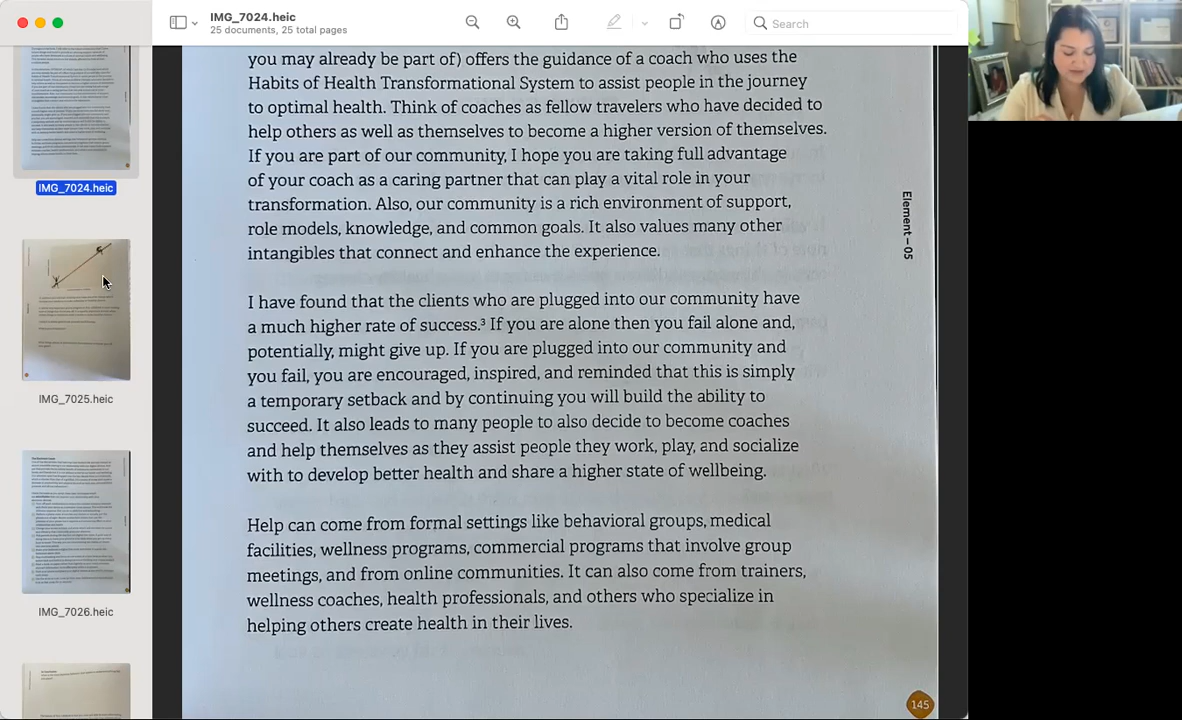 IMG_7024.heic
25 documents, 25 total pages
Search
IMG_7024.heic
IMG_7025.heic
IMG_7026.heic
you may already be part of) offers the guidance of a coach who uses the
Habits of Health Transformation System to assist people in the journey
to optimal health. Think of coaches as fellow travelers who have decided to
help others as well as themselves to become a higher version of themselves.
If you are part of our community, I hope you are taking full advantage
of your coach as a caring partner that can play a vital role in your
transformation. Also, our community is a rich environment of support,
role models, knowledge, and common goals. It also values many other
intangibles that connect and enhance the experience.
I have found that the clients who are plugged into our community have
a much higher rate of success.³ If you are alone then you fail alone and,
potentially, might give up. If you are plugged into our community and
you fail, you are encouraged, inspired, and reminded that this is simply
a temporary setback and by continuing you will build the ability to
succeed. It also leads to many people to also decide to become coaches
and help themselves as they assist people they work, play, and socialize
with to develop better health and share a higher state of wellbeing.
Help can come from formal settings like behavioral groups, medical
facilities, wellness programs, commercial programs that involve group
meetings, and from online communities. It can also come from trainers,
wellness coaches, health professionals, and others who specialize in
helping others create health in their lives.
Element – 05
145